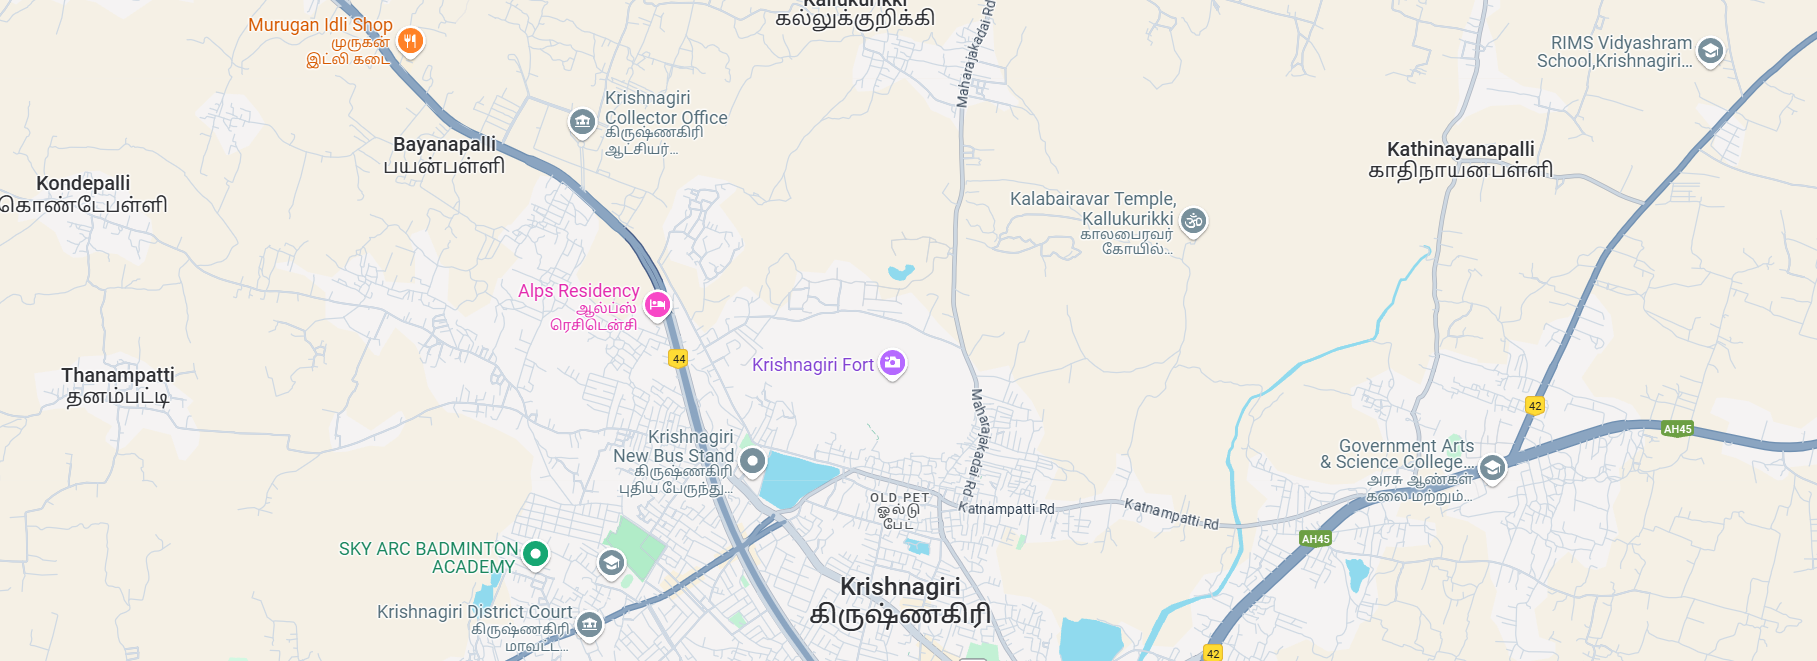 Kallukurikki
கல்லுக்குறிக்கி
Maharajakadai Rd
Murugan Idli Shop
முருகன்
இட்லி கடை
RIMS Vidyashram
School,Krishnagiri...
Krishnagiri
Collector Office
கிருஷ்ணகிரி
ஆட்சியர்...
Bayanapalli
பயன்பள்ளி
Kathinayanapalli
காதிநாயனபள்ளி
Kondepalli
கொண்டேபள்ளி
Kalabairavar Temple,
Kallukurikki
காலபைரவர்
கோயில்...
Alps Residency
ஆல்ப்ஸ்
ரெசிடென்சி
44
Krishnagiri Fort
Thanampatti
தனம்பட்டி
Maharajakadai Rd
42
AH45
Krishnagiri
New Bus Stand
கிருஷ்ணகிரி
புதிய பேருந்து...
Government Arts
& Science College...
அரசு ஆண்கள்
கலை மற்றும்...
OLD PET
ஓல்டு
பேட்
Katnampatti Rd
Katnampatti Rd
AH45
SKY ARC BADMINTON
ACADEMY
Krishnagiri
கிருஷ்ணகிரி
Krishnagiri District Court
கிருஷ்ணகிரி
மாவட்ட...
42